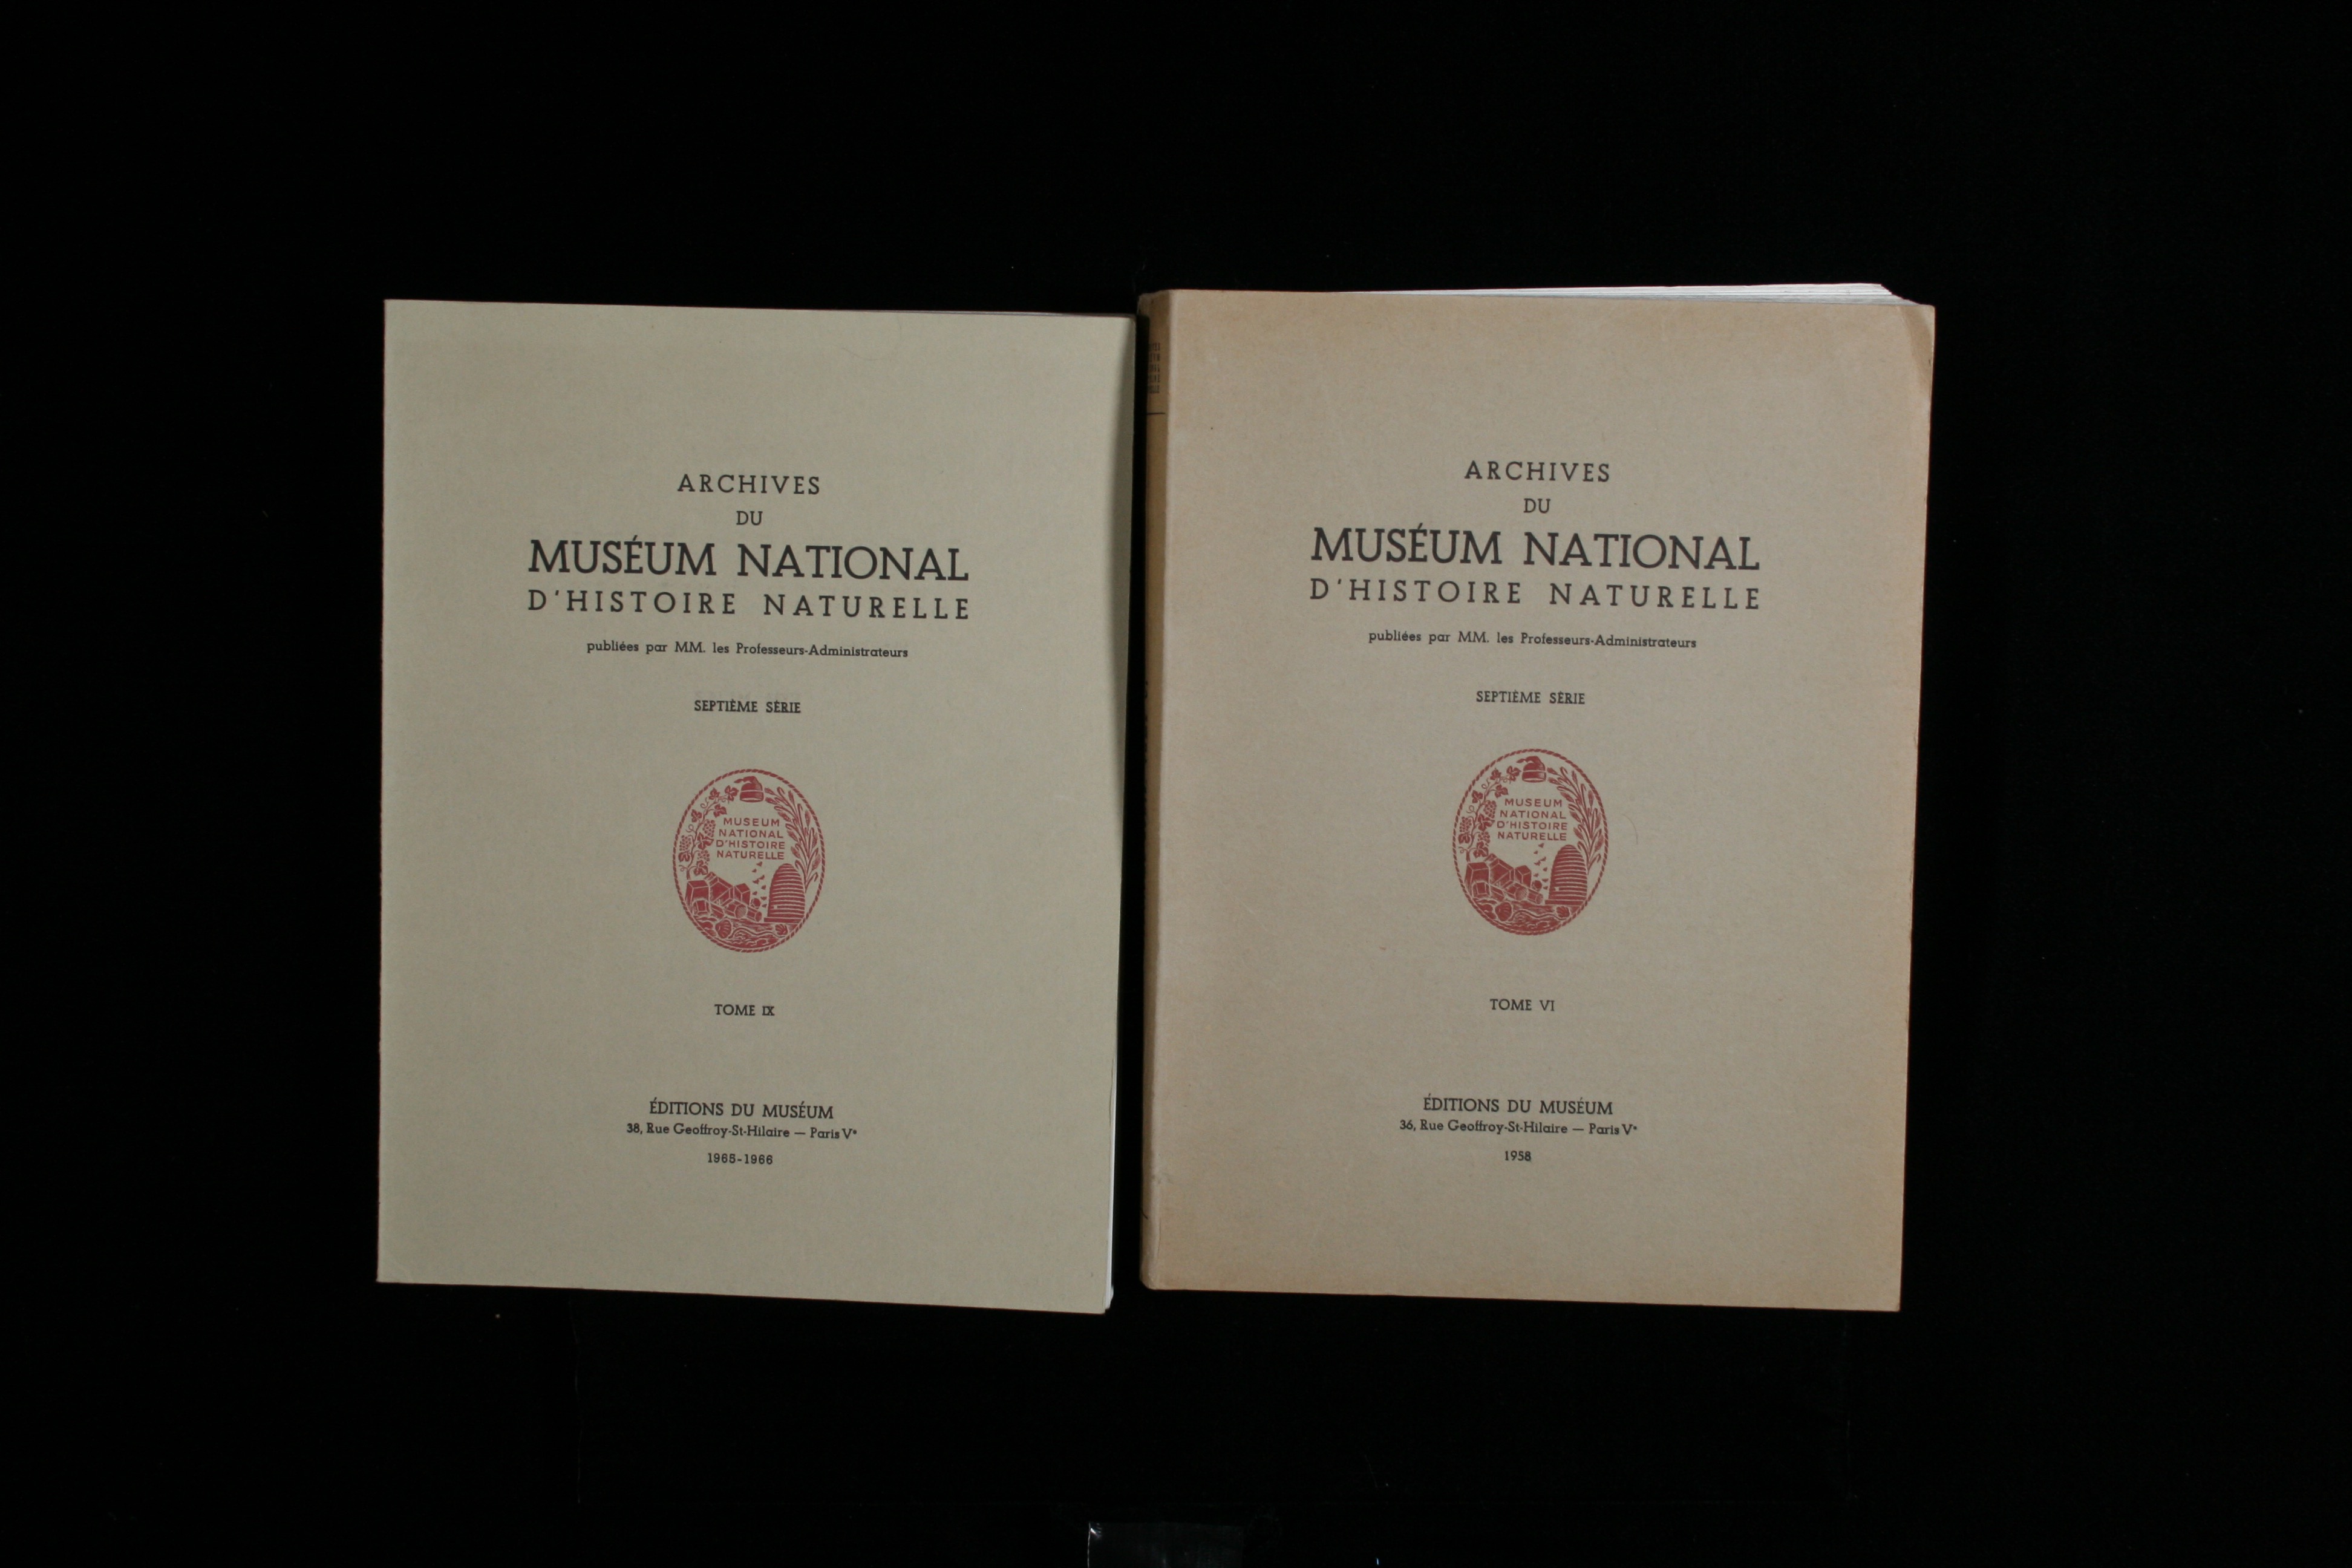 ARCHIVES
DU
MUSÉUM NATIONAL
D'HISTOIRE NATURELLE
publiées par MM. les Professeurs-Administrateurs
SEPTIÈME SÉRIE
MUSEUM
NATIONAL
D'HISTOIRE
NATURELLE
TOME IX
ÉDITIONS DU MUSÉUM
38, Rue Geoffroy-St-Hilaire — Paris Vᵉ
1965-1966
ARCHIVES
DU
MUSÉUM NATIONAL
D'HISTOIRE NATURELLE
publiées par MM. les Professeurs-Administrateurs
SEPTIÈME SÉRIE
MUSEUM
NATIONAL
D'HISTOIRE
NATURELLE
TOME VI
ÉDITIONS DU MUSÉUM
36, Rue Geoffroy-St-Hilaire — Paris Vᵉ
1958